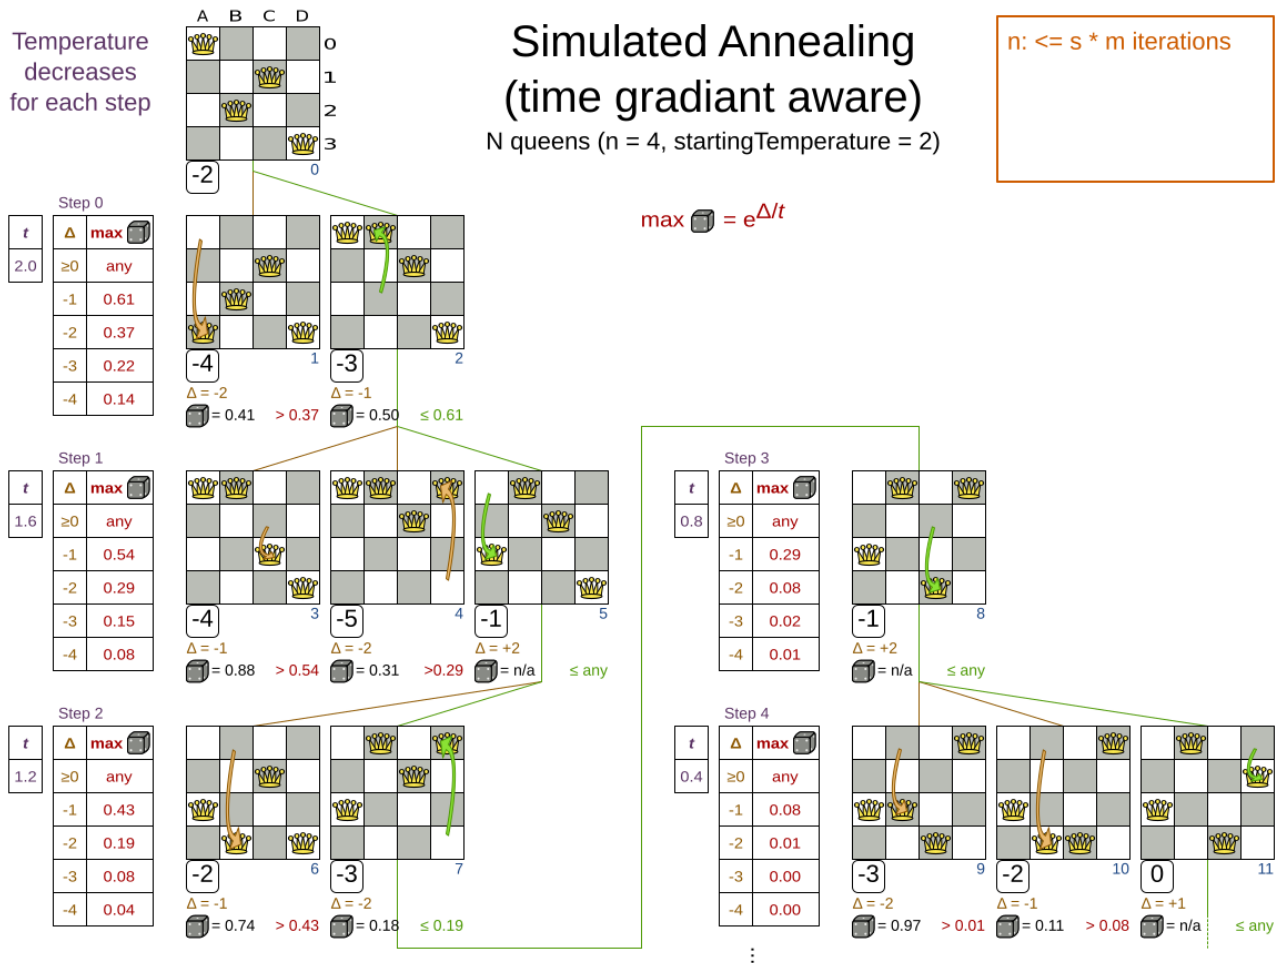 Temperature
decreases
for each step
A B C D
0
1
2
3
-2
0
Simulated Annealing
(time gradiant aware)
N queens (n = 4, startingTemperature = 2)
n: <= s * m iterations
max = e^Δ/t
Step 0
t
2.0
Δ max
≥0 any
-1 0.61
-2 0.37
-3 0.22
-4 0.14
-4
1
Δ = -2
= 0.41 > 0.37
-3
2
Δ = -1
= 0.50 ≤ 0.61
Step 1
t
1.6
Δ max
≥0 any
-1 0.54
-2 0.29
-3 0.15
-4 0.08
-4
3
Δ = -1
= 0.88 > 0.54
-5
4
Δ = -2
= 0.31 >0.29
-1
5
Δ = +2
= n/a ≤ any
Step 2
t
1.2
Δ max
≥0 any
-1 0.43
-2 0.19
-3 0.08
-4 0.04
-2
6
Δ = -1
= 0.74 > 0.43
-3
7
Δ = -2
= 0.18 ≤ 0.19
Step 3
t
0.8
Δ max
≥0 any
-1 0.29
-2 0.08
-3 0.02
-4 0.01
-1
8
Δ = +2
= n/a ≤ any
Step 4
t
0.4
Δ max
≥0 any
-1 0.08
-2 0.01
-3 0.00
-4 0.00
-3
9
Δ = -2
= 0.97 > 0.01
-2
10
Δ = -1
= 0.11 > 0.08
0
11
Δ = +1
= n/a ≤ any
⋮